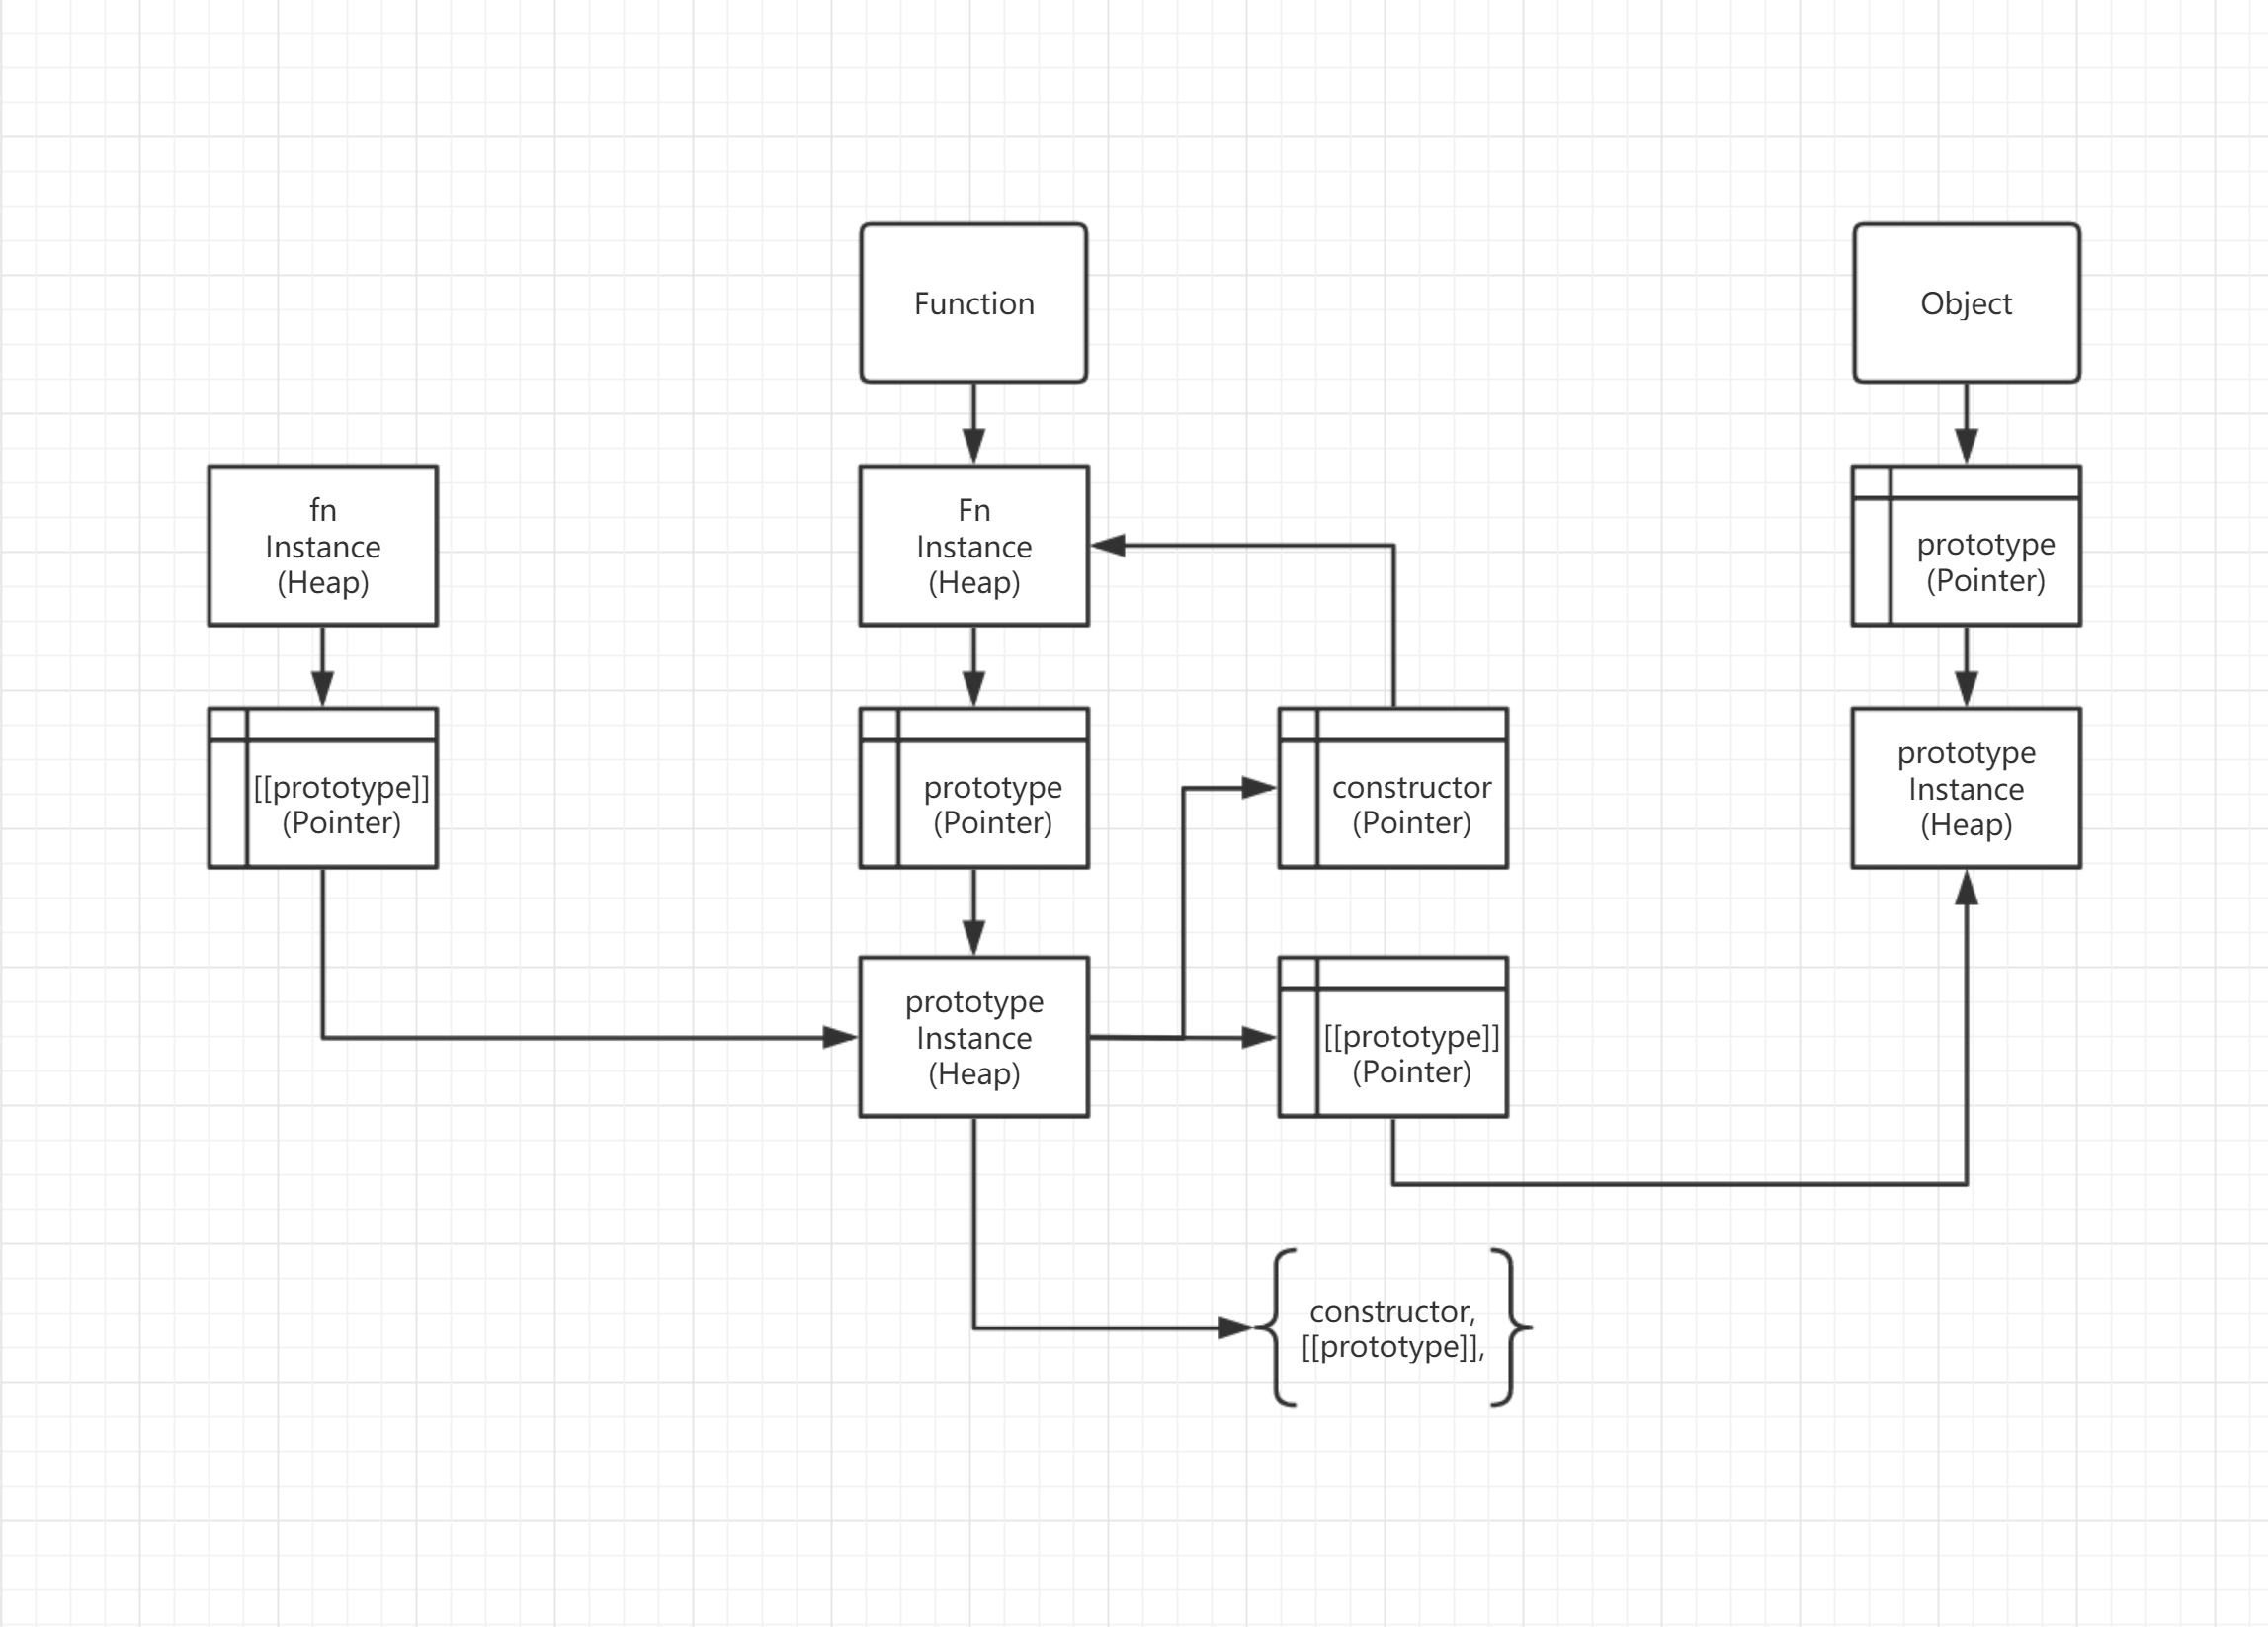 Function
Object
fn
Instance
(Heap)
Fn
Instance
(Heap)
prototype
(Pointer)
[[prototype]]
(Pointer)
prototype
(Pointer)
constructor
(Pointer)
prototype
Instance
(Heap)
prototype
Instance
(Heap)
[[prototype]]
(Pointer)
constructor,
[[prototype]],